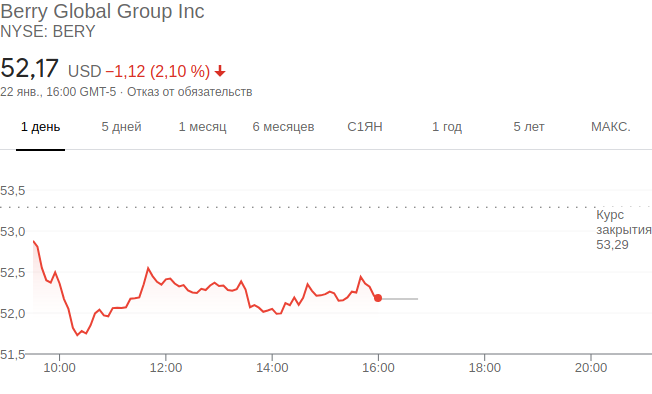 Berry Global Group Inc
NYSE: BERY
52,17 USD −1,12 (2,10 %)
22 янв., 16:00 GMT-5 · Отказ от обязательств
1 день 5 дней 1 месяц 6 месяцев С1ЯН 1 год 5 лет МАКС.
53,5
Курс
закрытия
53,29
53,0
52,5
52,0
51,5
10:00 12:00 14:00 16:00 18:00 20:00